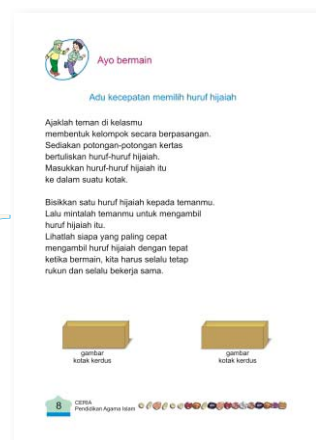 Ayo bermain
Adu kecepatan memilih huruf hijaiah
Ajaklah teman di kelasmu
membentuk kelompok secara berpasangan.
Sediakan potongan-potongan kertas
bertuliskan huruf-huruf hijaiah.
Masukkan huruf-huruf hijaiah itu
ke dalam suatu kotak.
Bisikkan satu huruf hijaiah kepada temanmu.
Lalu mintalah temanmu untuk mengambil
huruf hijaiah itu.
Lihatlah siapa yang paling cepat
mengambil huruf hijaiah dengan tepat
ketika bermain, kita harus selalu tetap
rukun dan selalu bekerja sama.
gambar
kotak kerdus
gambar
kotak kerdus
8
CERIA
Pendidikan Agama Islam